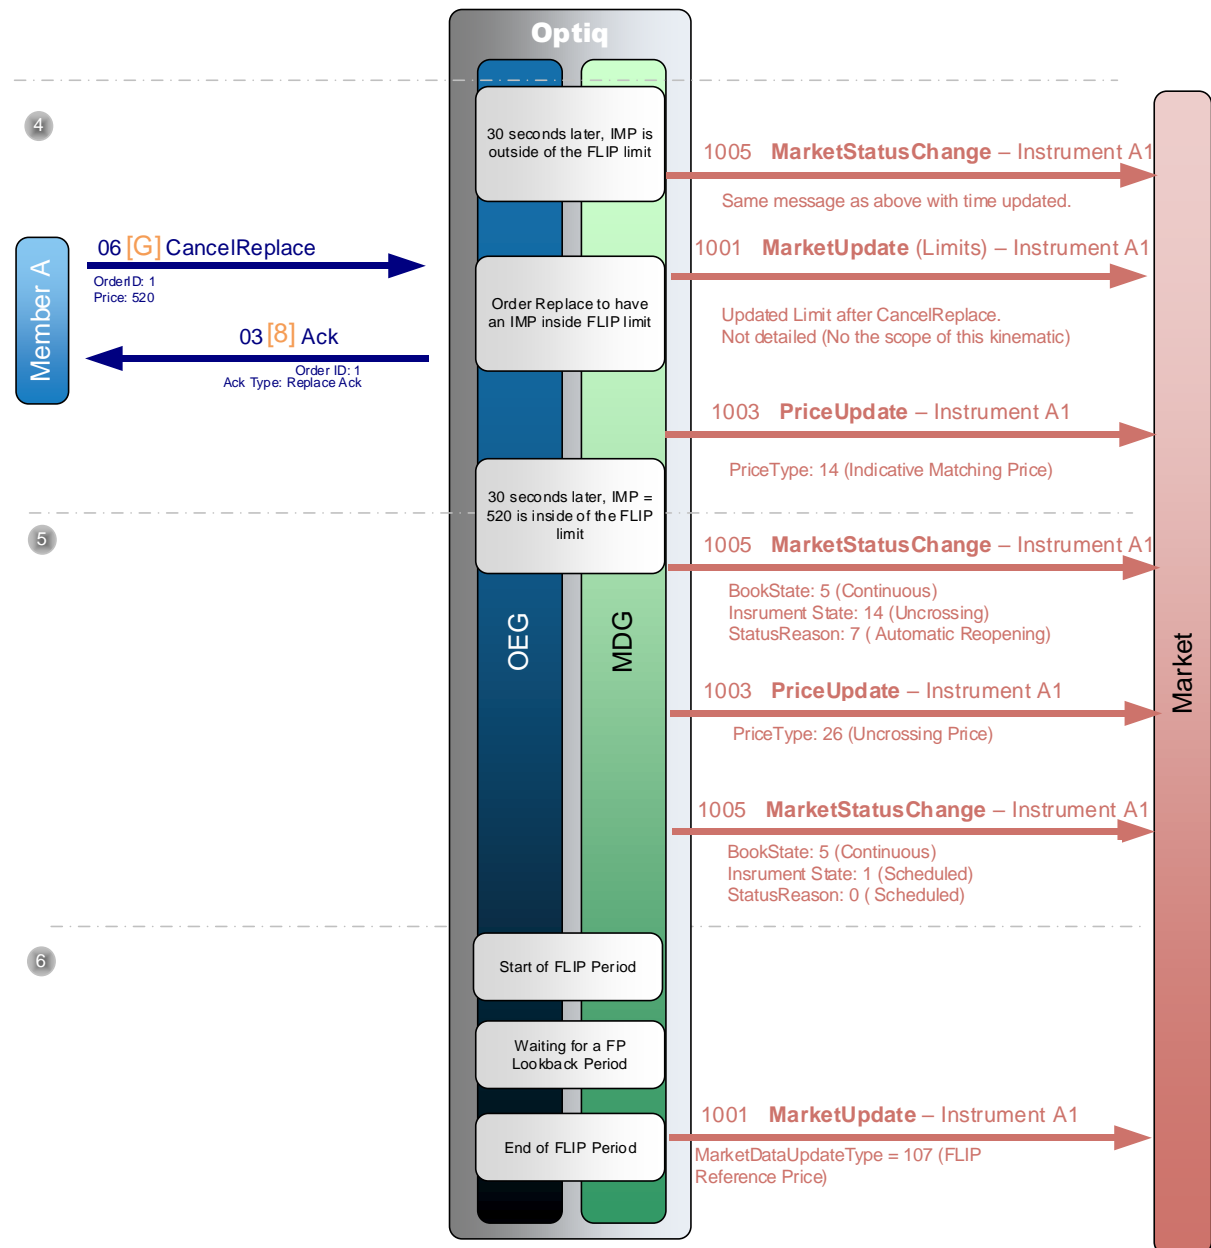 Optiq
4
30 seconds later, IMP is
outside of the FLIP limit
1005 MarketStatusChange – Instrument A1
Same message as above with time updated.
Member A
06 [G] CancelReplace
OrderID: 1
Price: 520
1001 MarketUpdate (Limits) – Instrument A1
Order Replace to have
an IMP inside FLIP limit
Updated Limit after CancelReplace.
Not detailed (No the scope of this kinematic)
03 [8] Ack
Order ID: 1
Ack Type: Replace Ack
1003 PriceUpdate – Instrument A1
PriceType: 14 (Indicative Matching Price)
30 seconds later, IMP =
520 is inside of the FLIP
limit
5
1005 MarketStatusChange – Instrument A1
BookState: 5 (Continuous)
Insrument State: 14 (Uncrossing)
StatusReason: 7 ( Automatic Reopening)
OEG
MDG
Market
1003 PriceUpdate – Instrument A1
PriceType: 26 (Uncrossing Price)
1005 MarketStatusChange – Instrument A1
BookState: 5 (Continuous)
Insrument State: 1 (Scheduled)
StatusReason: 0 ( Scheduled)
6
Start of FLIP Period
Waiting for a FP
Lookback Period
End of FLIP Period
1001 MarketUpdate – Instrument A1
MarketDataUpdateType = 107 (FLIP
Reference Price)